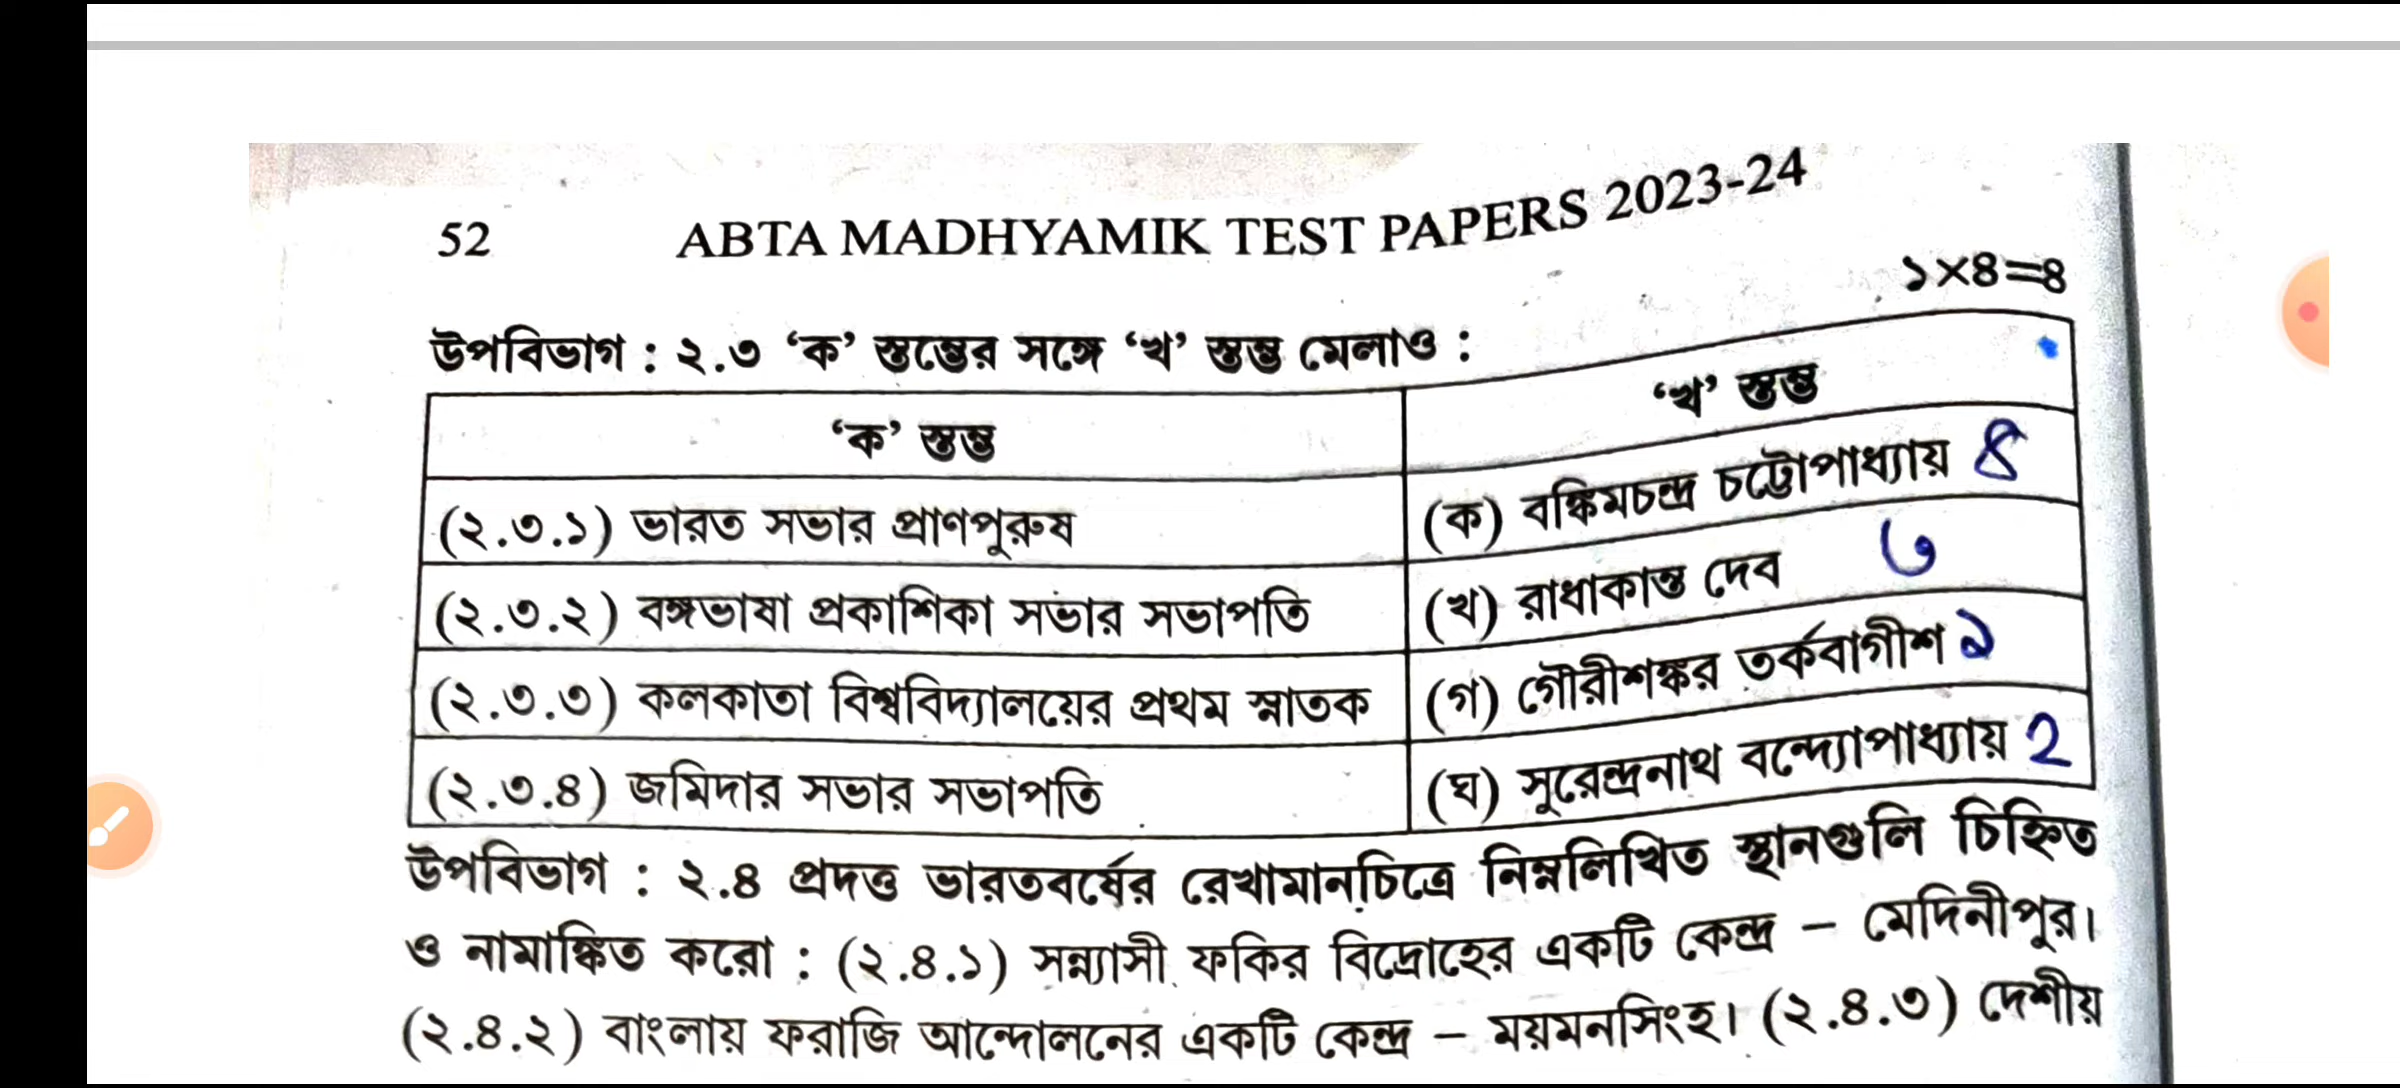 52 ABTA MADHYAMIK TEST PAPERS 2023-24
১×৪=৪
উপবিভাগ : ২.৩ ‘ক’ স্তম্ভের সঙ্গে ‘খ’ স্তম্ভ মেলাও :
‘ক’ স্তম্ভ ‘খ’ স্তম্ভ
(২.৩.১) ভারত সভার প্রাণপুরুষ (ক) বঙ্কিমচন্দ্র চট্টোপাধ্যায় ৪
(২.৩.২) বঙ্গভাষা প্রকাশিকা সভার সভাপতি (খ) রাধাকান্ত দেব ৩
(২.৩.৩) কলকাতা বিশ্ববিদ্যালয়ের প্রথম স্নাতক (গ) গৌরীশঙ্কর তর্কবাগীশ ১
(২.৩.৪) জমিদার সভার সভাপতি (ঘ) সুরেন্দ্রনাথ বন্দ্যোপাধ্যায় 2
উপবিভাগ : ২.৪ প্রদত্ত ভারতবর্ষের রেখামানচিত্রে নিম্নলিখিত স্থানগুলি চিহ্নিত
ও নামাঙ্কিত করো : (২.৪.১) সন্ন্যাসী ফকির বিদ্রোহের একটি কেন্দ্র – মেদিনীপুর।
(২.৪.২) বাংলায় ফরাজি আন্দোলনের একটি কেন্দ্র – ময়মনসিংহ। (২.৪.৩) দেশীয়